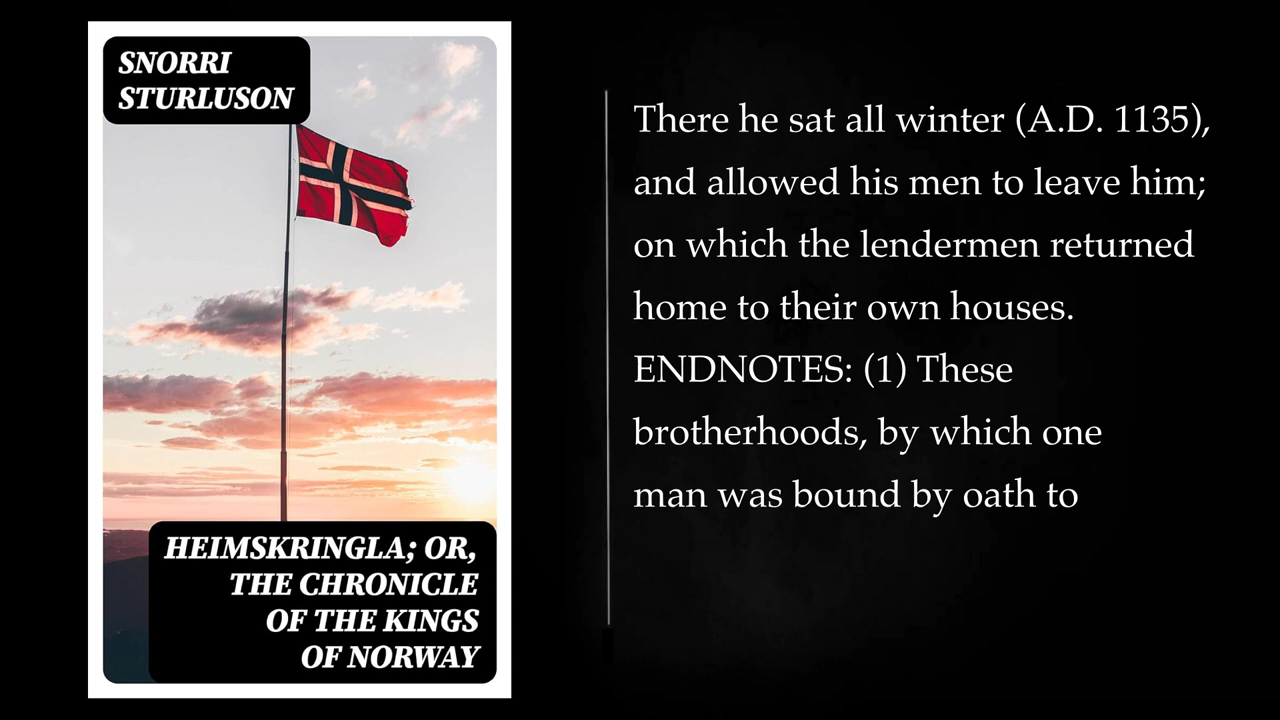 SNORRI
STURLUSON
HEIMSKRINGLA; OR,
THE CHRONICLE
OF THE KINGS
OF NORWAY
There he sat all winter (A.D. 1135),
and allowed his men to leave him;
on which the lendermen returned
home to their own houses.
ENDNOTES: (1) These
brotherhoods, by which one
man was bound by oath to